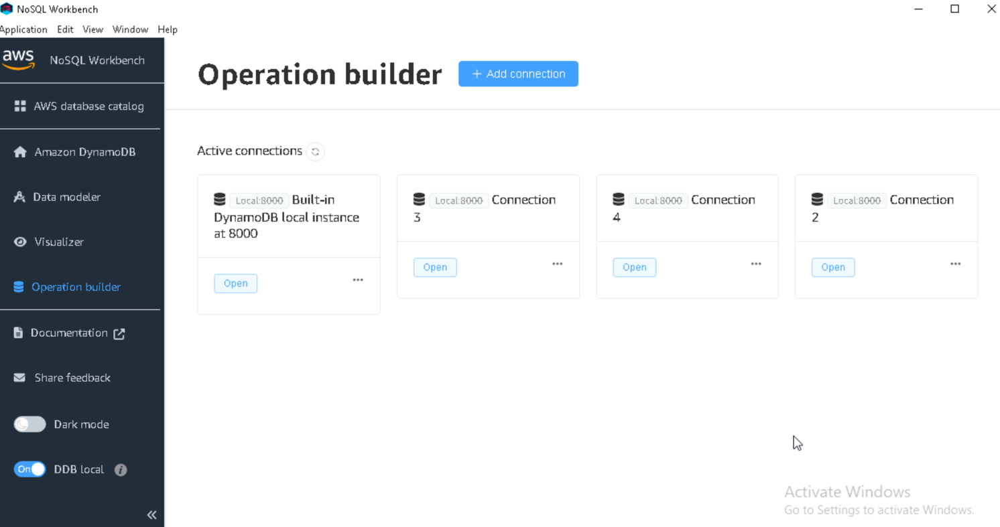 NoSQL Workbench
Application Edit View Window Help
aws NoSQL Workbench
AWS database catalog
Amazon DynamoDB
Data modeler
Visualizer
Operation builder
Documentation
Share feedback
Dark mode
On DDB local
Operation builder
+ Add connection
Active connections
Local:8000 Built-in
DynamoDB local instance
at 8000
Open
Local:8000 Connection
3
Open
Local:8000 Connection
4
Open
Local:8000 Connection
2
Open
Activate Windows
Go to Settings to activate Windows.